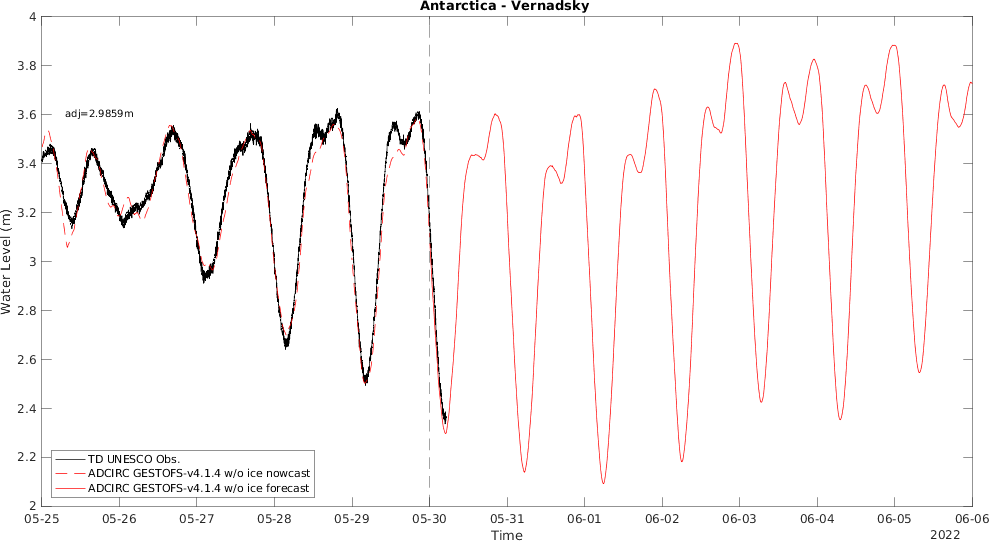 Antarctica - Vernadsky
4
3.8
3.6
3.4
3.2
3
2.8
2.6
2.4
2.2
2
Water Level (m)
adj=2.9859m
TD UNESCO Obs.
ADCIRC GESTOFS-v4.1.4 w/o ice nowcast
ADCIRC GESTOFS-v4.1.4 w/o ice forecast
05-25 05-26 05-27 05-28 05-29 05-30 05-31 06-01 06-02 06-03 06-04 06-05 06-06
Time
2022